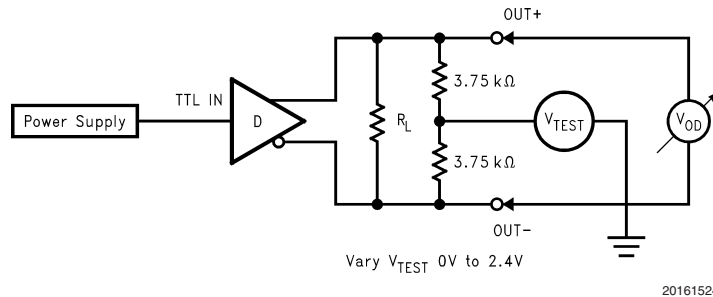 OUT+
3.75 kΩ
TTL IN
Power Supply
D
R_L
V_TEST
V_OD
3.75 kΩ
OUT-
Vary V_TEST 0V to 2.4V